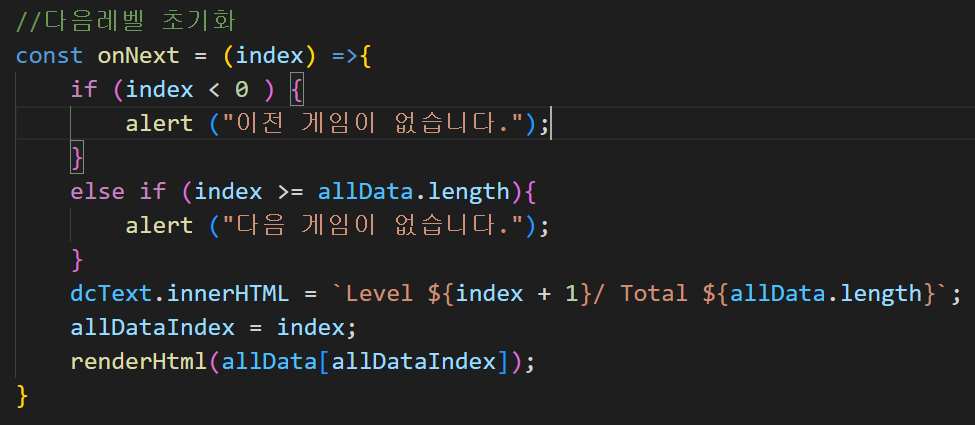 //다음레벨 초기화
const onNext = (index) =>{
    if (index < 0 ) {
        alert ("이전 게임이 없습니다.");
    }
    else if (index >= allData.length){
        alert ("다음 게임이 없습니다.");
    }
    dcText.innerHTML = `Level ${index + 1}/ Total ${allData.length}`;
    allDataIndex = index;
    renderHtml(allData[allDataIndex]);
}